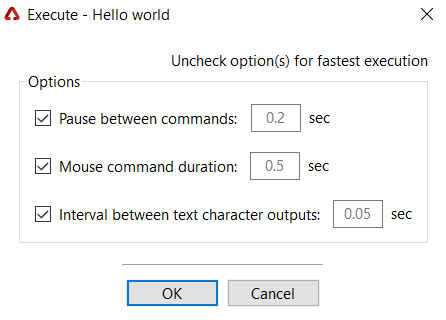 Execute - Hello world
Uncheck option(s) for fastest execution
Options
Pause between commands: 0.2 sec
Mouse command duration: 0.5 sec
Interval between text character outputs: 0.05 sec
OK Cancel